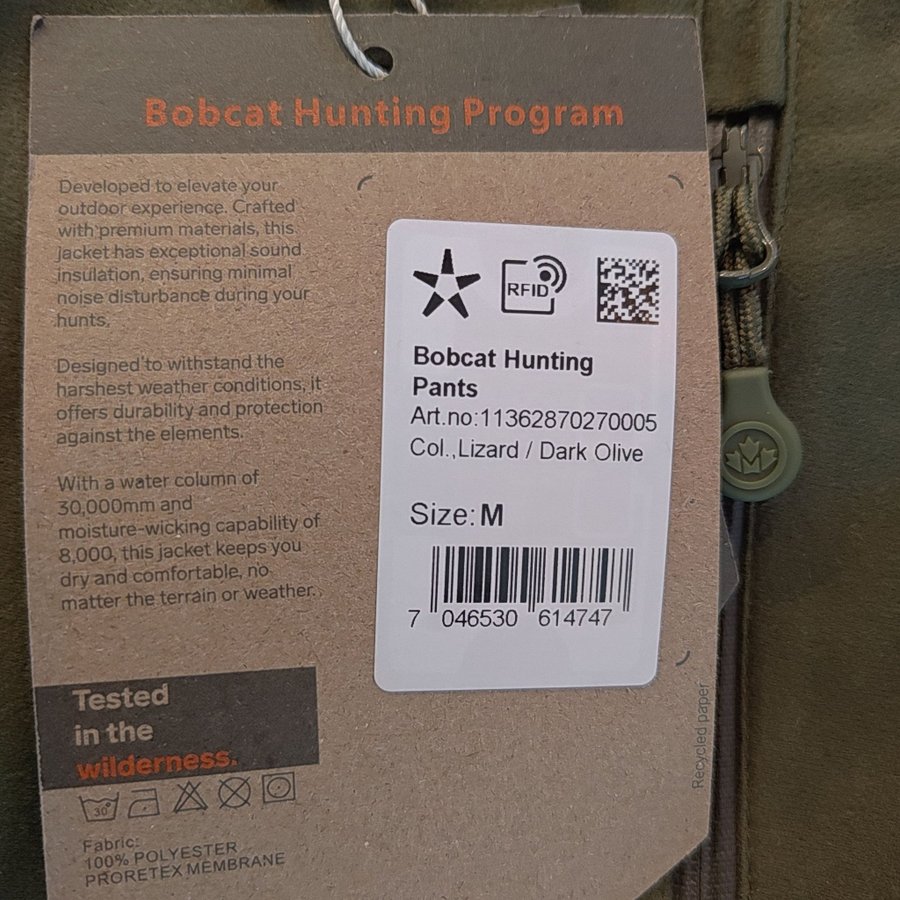 Bobcat Hunting Program
Developed to elevate your
outdoor experience. Crafted
with premium materials, this
jacket has exceptional sound
insulation, ensuring minimal
noise disturbance during your
hunts.
Designed to withstand the
harshest weather conditions, it
offers durability and protection
against the elements.
With a water column of
30,000mm and
moisture-wicking capability of
8,000, this jacket keeps you
dry and comfortable, no
matter the terrain or weather.
Tested
in the
wilderness.
30°
Fabric:
100% POLYESTER
PRORETEX MEMBRANE
RFID
Bobcat Hunting
Pants
Art.no:11362870270005
Col.,Lizard / Dark Olive
Size: M
7 046530 614747
Recycled paper
M